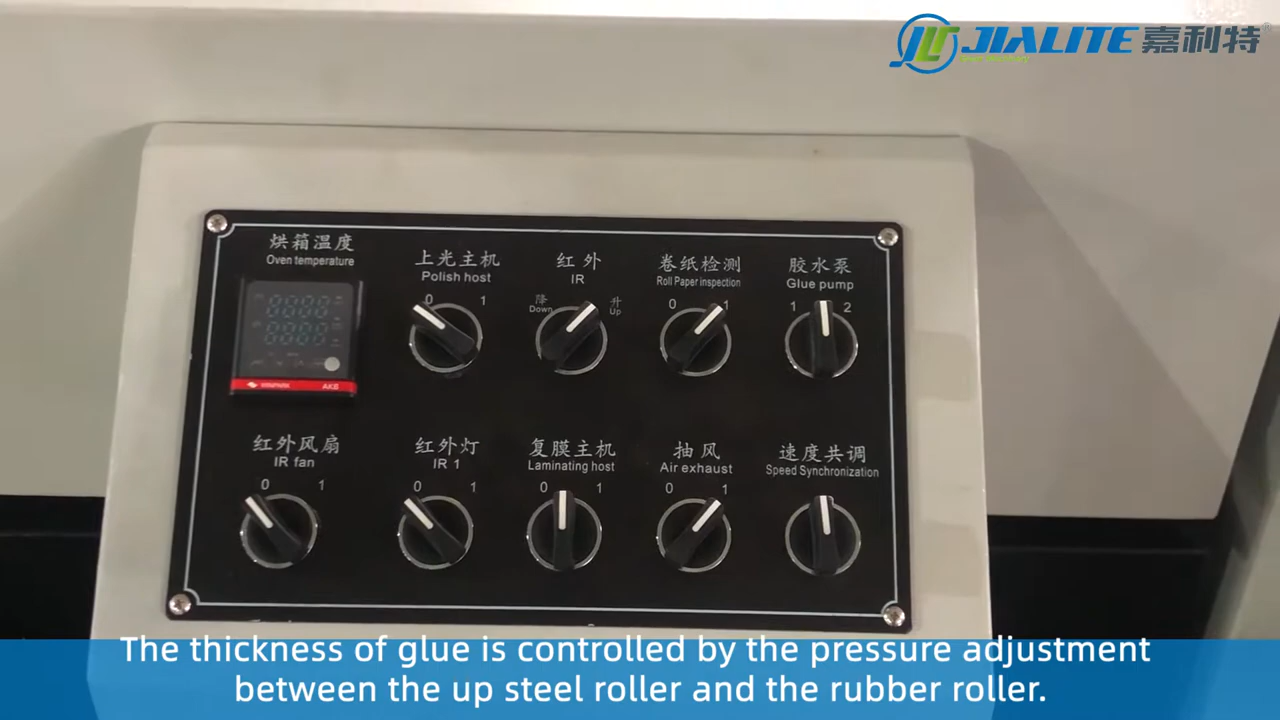 JIALITE 嘉利特
烘箱温度
Oven temperature
上光主机
Polish host
0 1
红外
IR
降 升
Down Up
卷纸检测
Roll Paper inspection
0 1
胶水泵
Glue pump
1 2
AK6
红外风扇
IR fan
0 1
红外灯
IR 1
0 1
复膜主机
Laminating host
0 1
抽风
Air exhaust
0 1
速度共调
Speed Synchronization
The thickness of glue is controlled by the pressure adjustment
between the up steel roller and the rubber roller.